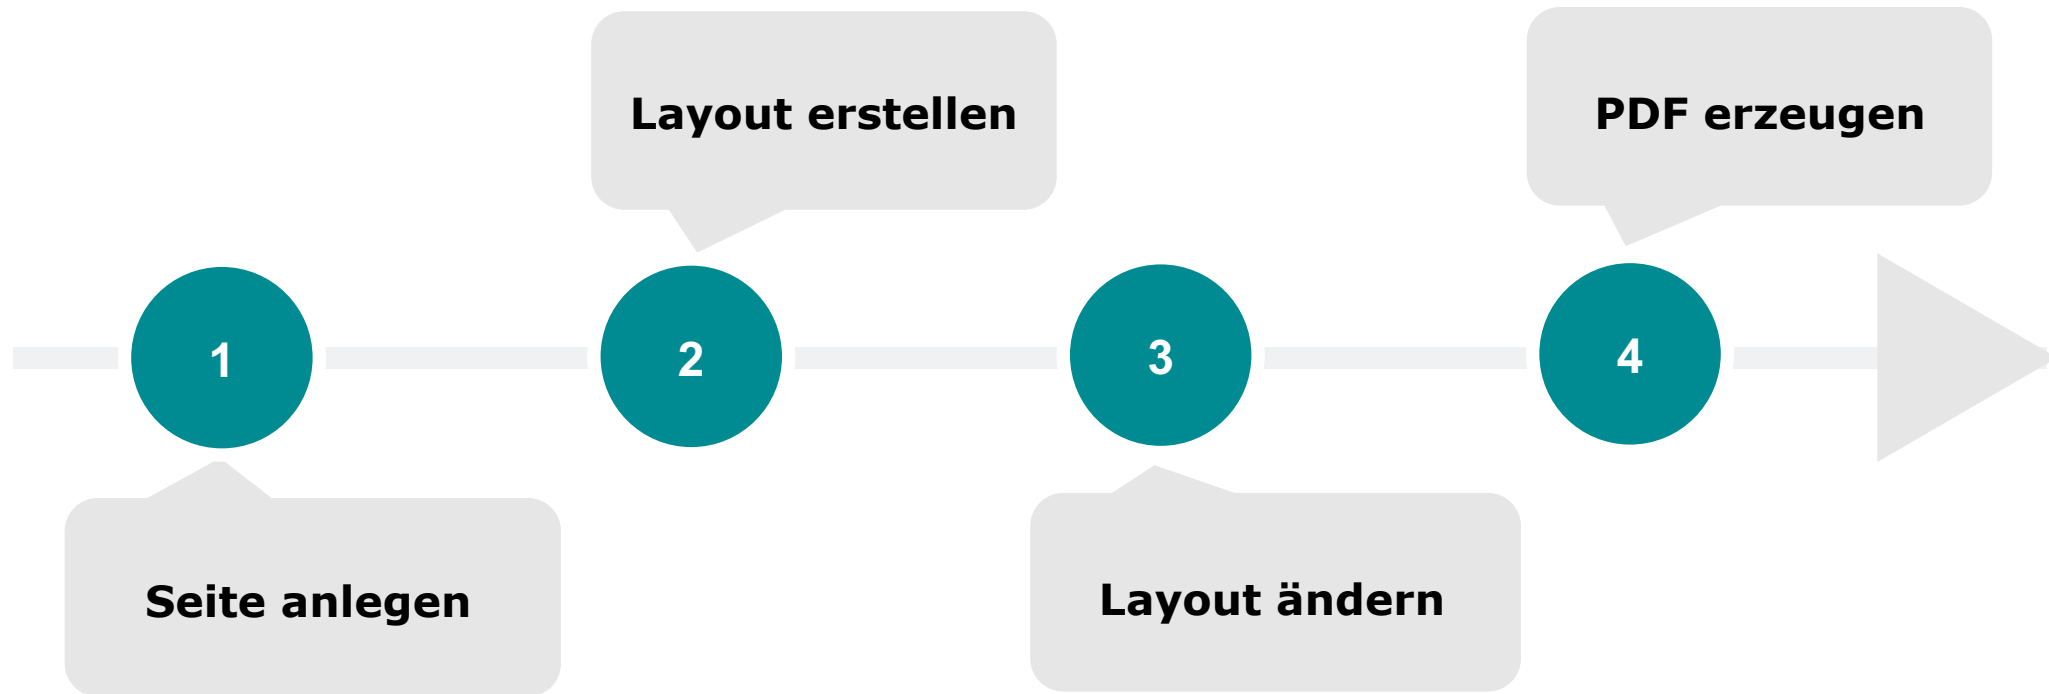 Layout erstellen
PDF erzeugen
1
2
3
4
Seite anlegen
Layout ändern